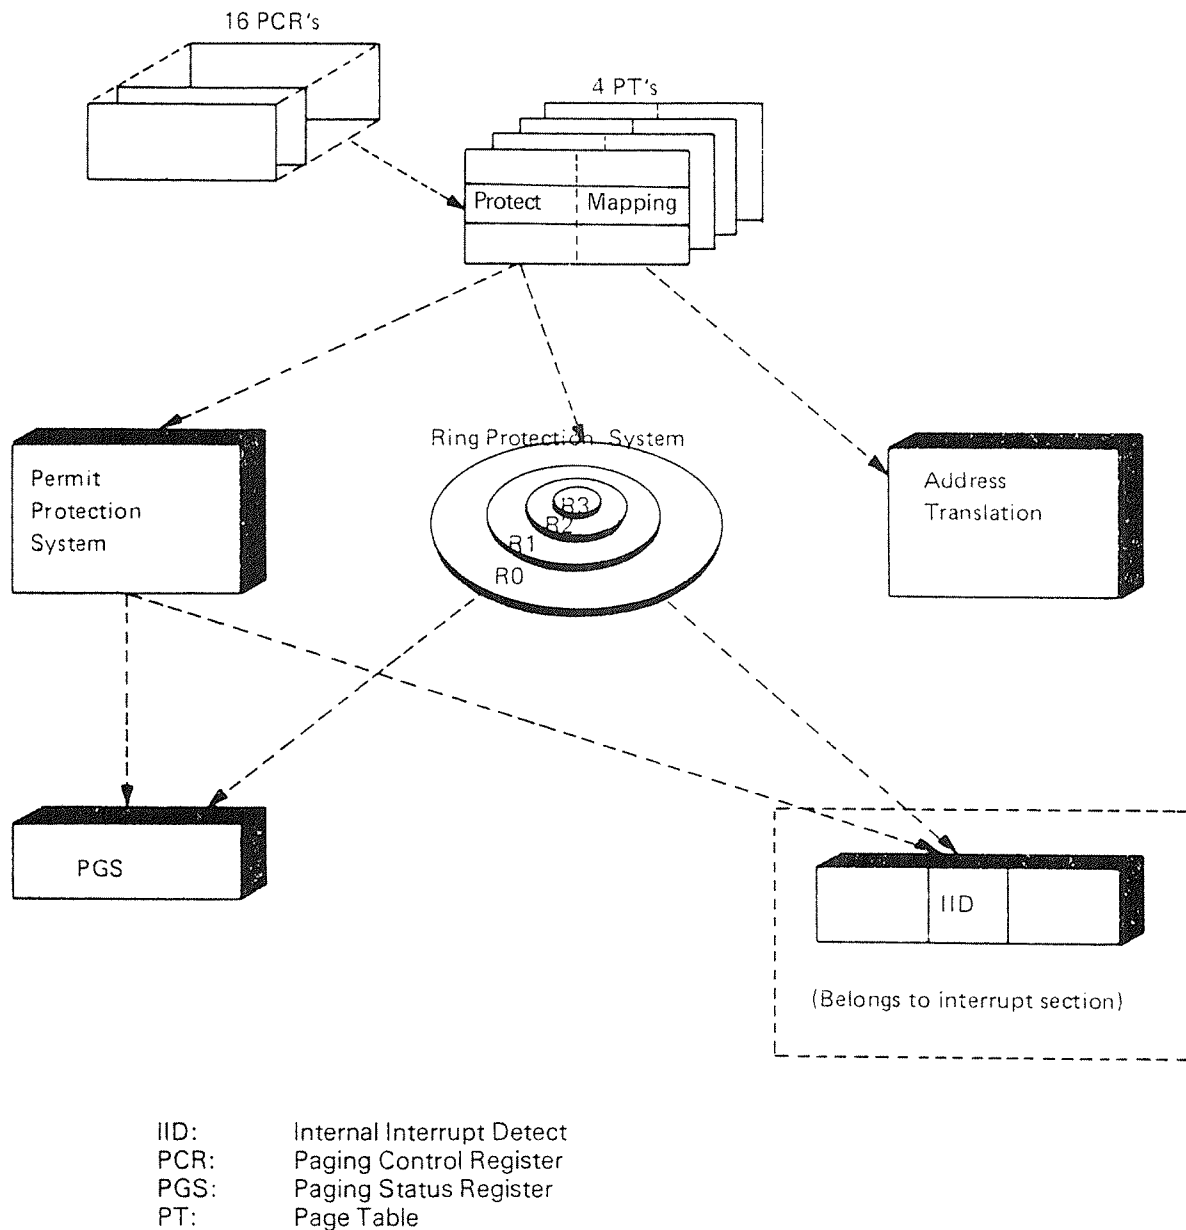 16 PCR's
4 PT's
Protect Mapping
Ring Protection System
Permit
Protection
System
R3
R2
R1
R0
Address
Translation
PGS
IID
(Belongs to interrupt section)
IID: Internal Interrupt Detect
PCR: Paging Control Register
PGS: Paging Status Register
PT: Page Table